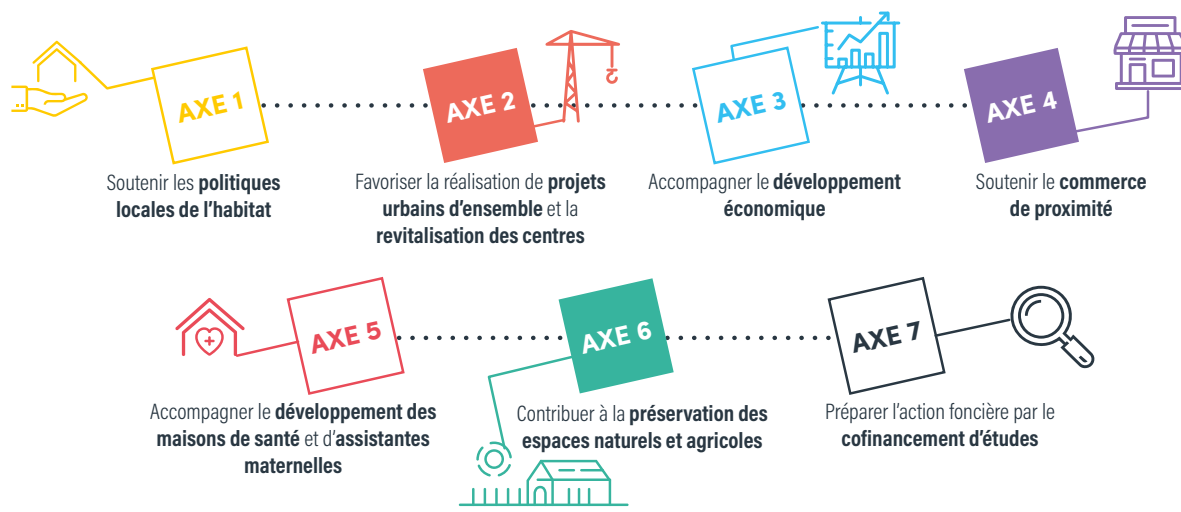 AXE 1
Soutenir les politiques
locales de l'habitat
AXE 2
Favoriser la réalisation de projets
urbains d'ensemble et la
revitalisation des centres
AXE 3
Accompagner le développement
économique
AXE 4
Soutenir le commerce
de proximité
AXE 5
Accompagner le développement des
maisons de santé et d'assistantes
maternelles
AXE 6
Contribuer à la préservation des
espaces naturels et agricoles
AXE 7
Préparer l'action foncière par le
cofinancement d'études